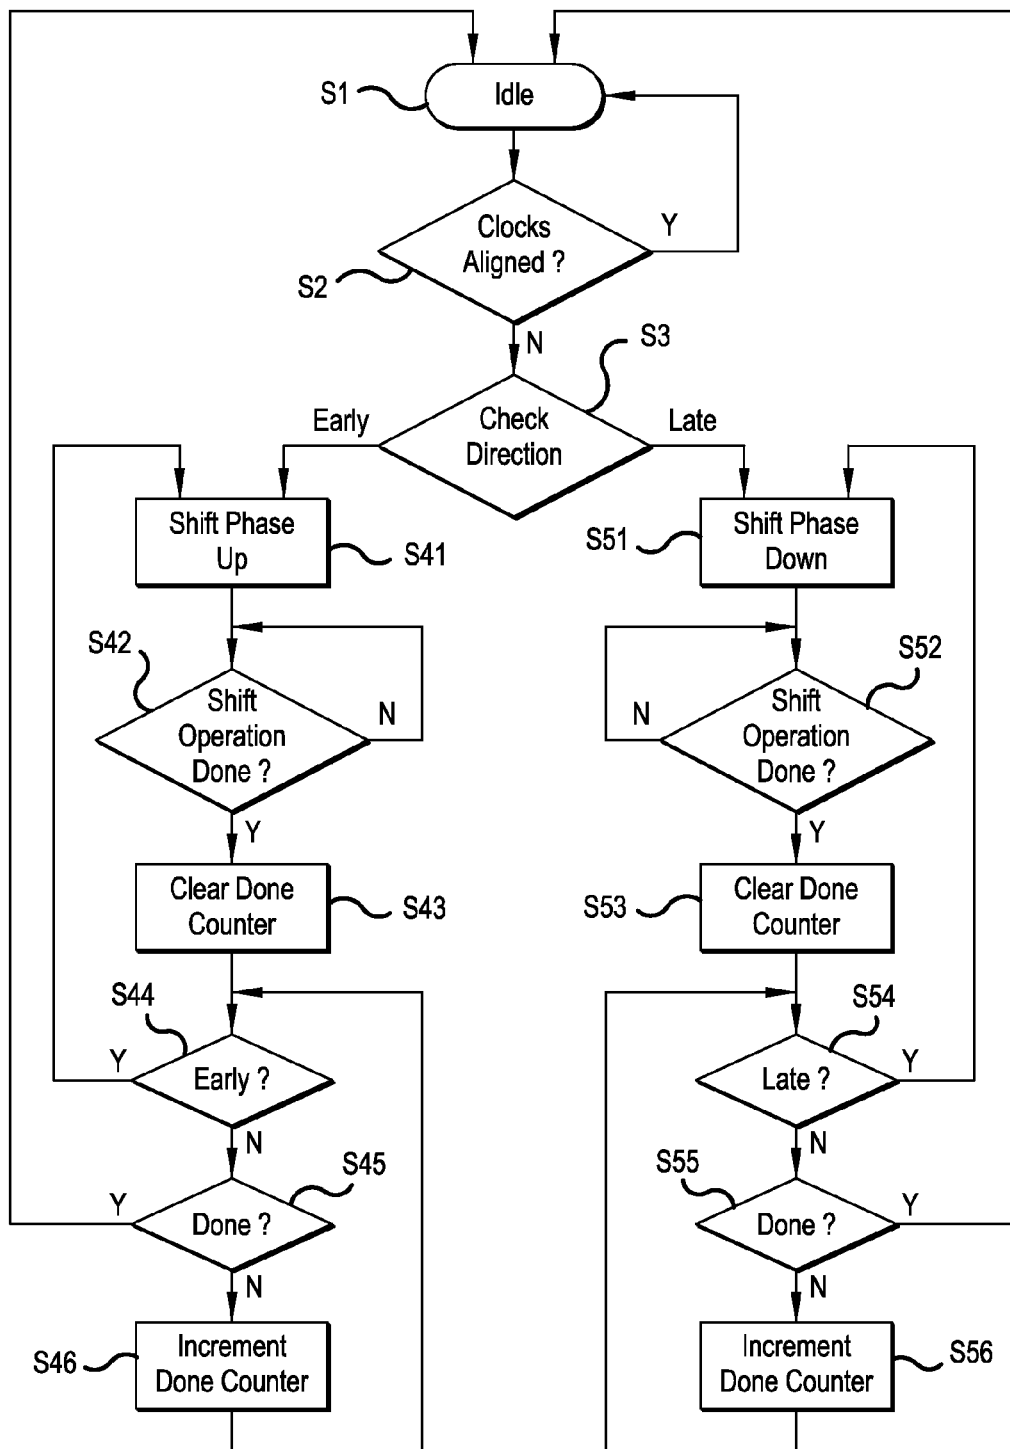 S1
Idle
Clocks
Aligned ?
Y
S2
N
S3
Early
Check
Direction
Late
Shift Phase
Up
S41
S51
Shift Phase
Down
S42
Shift
Operation
Done ?
N
N
Shift
Operation
Done ?
S52
Y
Y
Clear Done
Counter
S43
S53
Clear Done
Counter
S44
Y
Early ?
S54
Late ?
Y
N
N
S45
Y
Done ?
S55
Done ?
Y
N
N
S46
Increment
Done Counter
Increment
Done Counter
S56